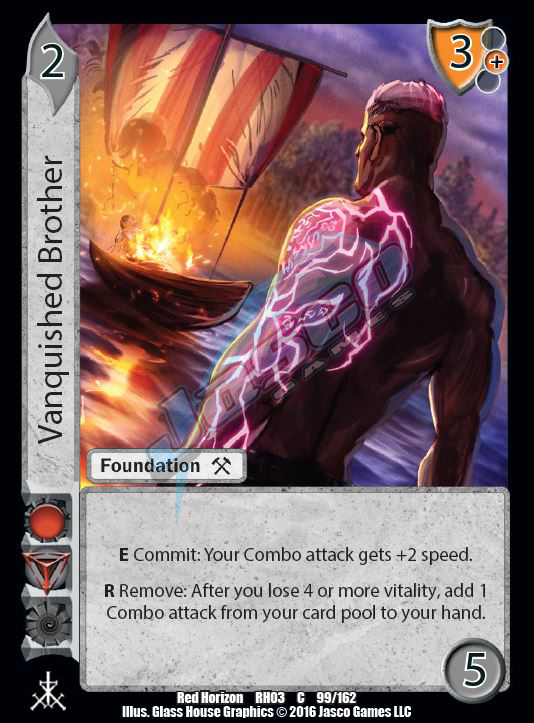 2
3
+
Vanquished Brother
JASCO
GAMES
Foundation
E Commit: Your Combo attack gets +2 speed.
R Remove: After you lose 4 or more vitality, add 1
Combo attack from your card pool to your hand.
5
Red Horizon RH03 C 99/162
Illus. Glass House Graphics © 2016 Jasco Games LLC